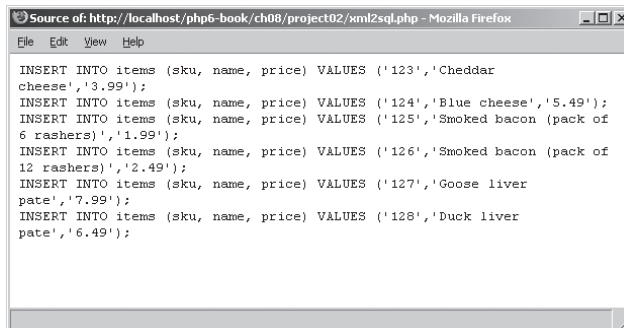 Source of: http://localhost/php6-book/ch08/project02/xml2sql.php - Mozilla Firefox
File Edit View Help
INSERT INTO items (sku, name, price) VALUES ('123','Cheddar
cheese','3.99');
INSERT INTO items (sku, name, price) VALUES ('124','Blue cheese','5.49');
INSERT INTO items (sku, name, price) VALUES ('125','Smoked bacon (pack of
6 rashers)','1.99');
INSERT INTO items (sku, name, price) VALUES ('126','Smoked bacon (pack of
12 rashers)','2.49');
INSERT INTO items (sku, name, price) VALUES ('127','Goose liver
pate','7.99');
INSERT INTO items (sku, name, price) VALUES ('128','Duck liver
pate','6.49');